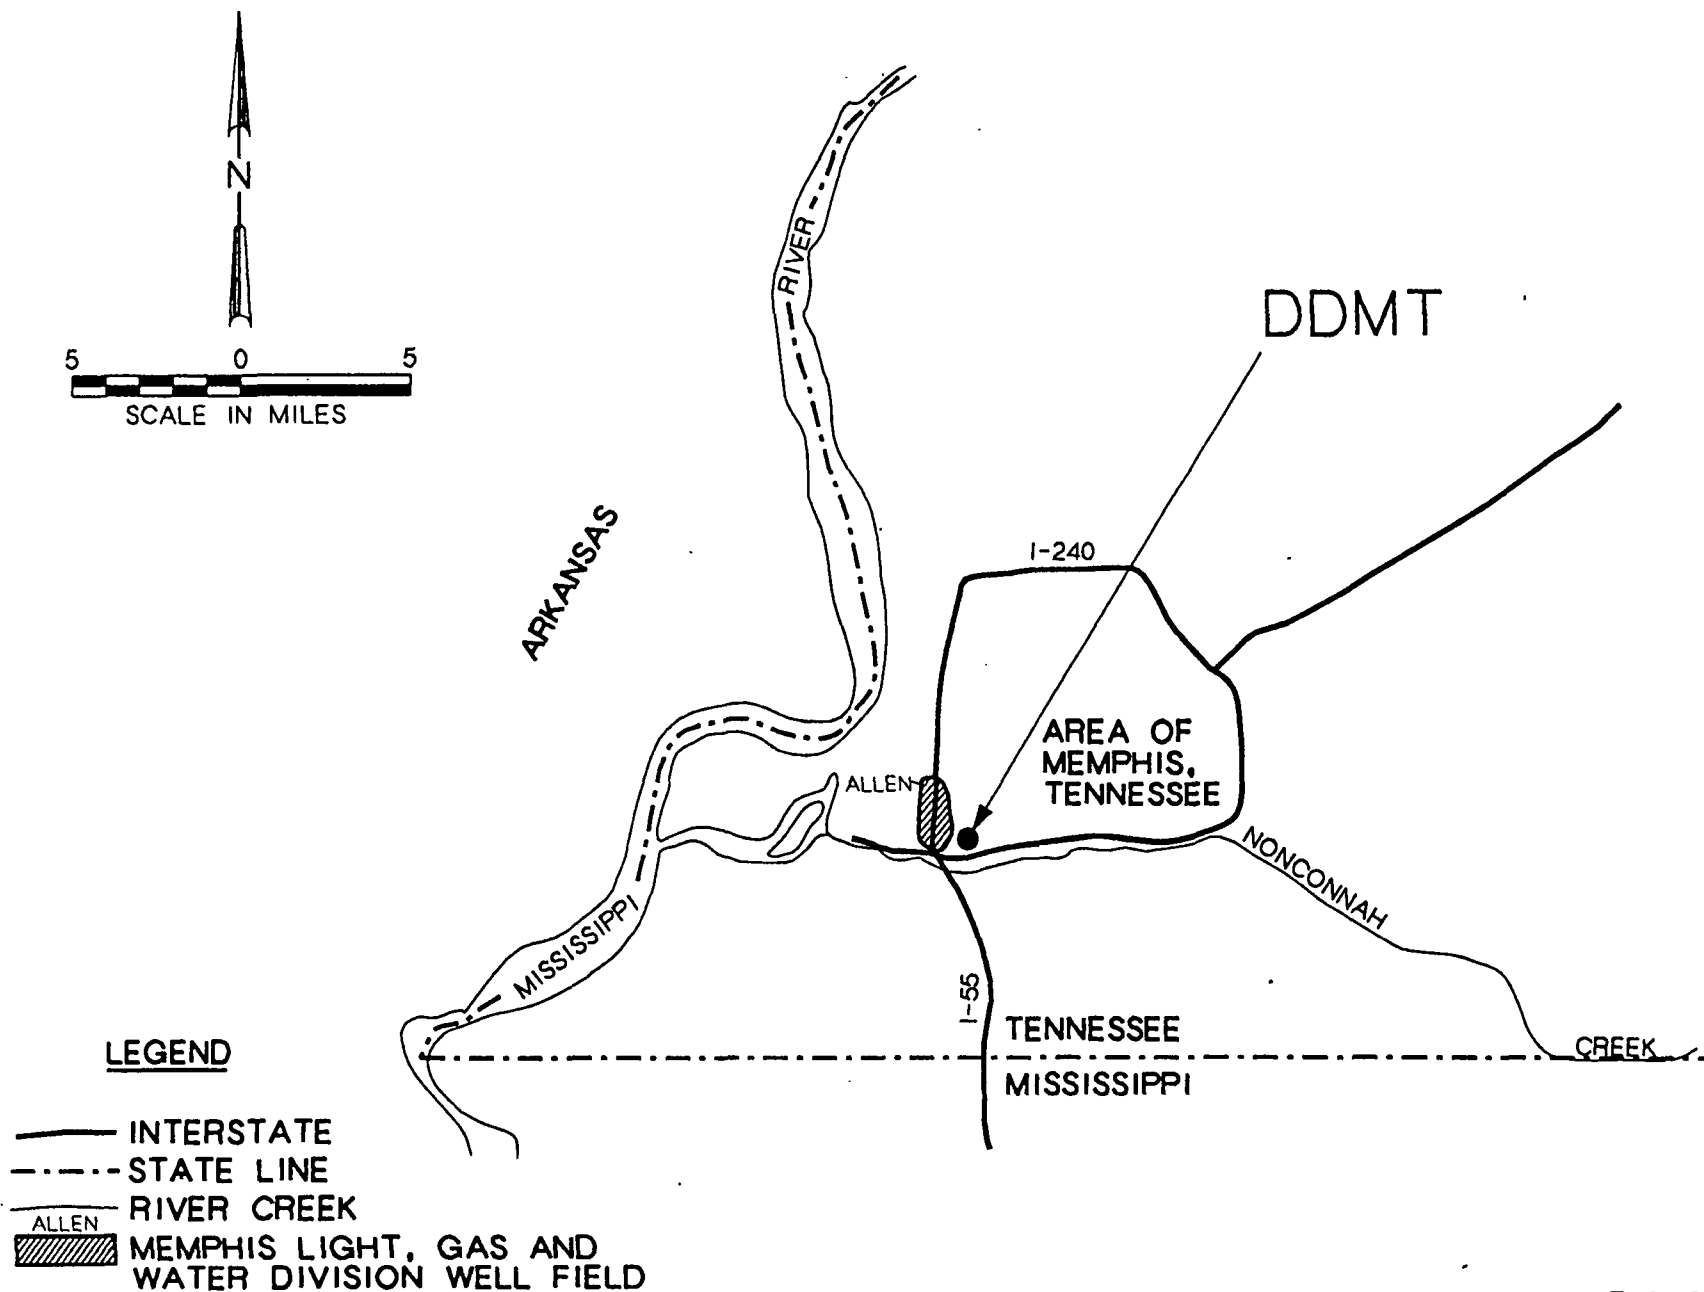 N
5 0 5
SCALE IN MILES
RIVER
DDMT
ARKANSAS
I-240
AREA OF
MEMPHIS,
TENNESSEE
ALLEN
NONCONNAH
MISSISSIPPI
I-55
TENNESSEE
CREEK
MISSISSIPPI
LEGEND
INTERSTATE
STATE LINE
RIVER CREEK
ALLEN
MEMPHIS LIGHT, GAS AND
WATER DIVISION WELL FIELD